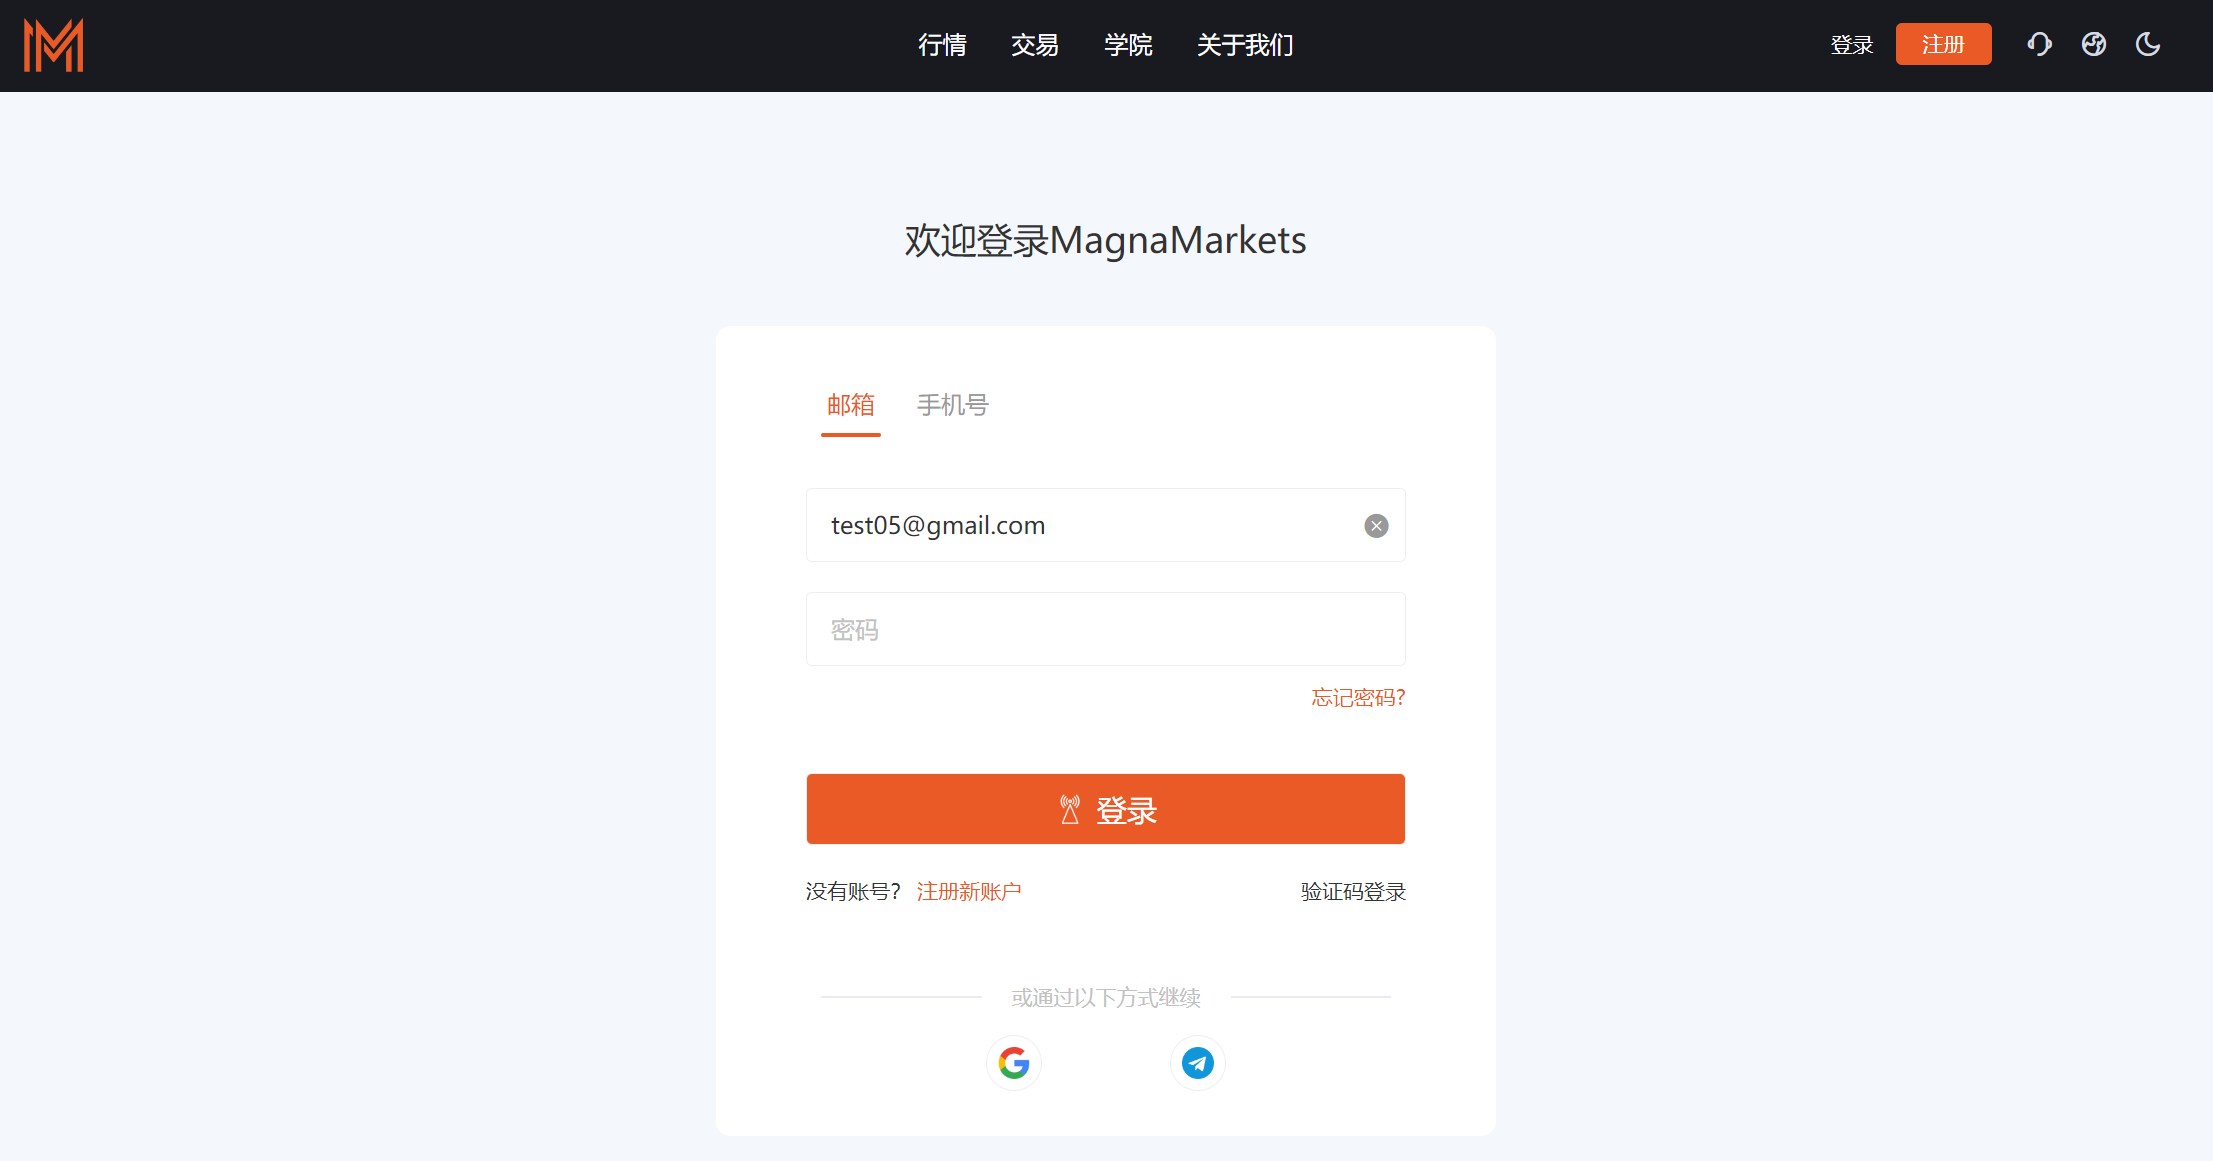 行情 交易 学院 关于我们 登录 注册
欢迎登录MagnaMarkets
邮箱 手机号
test05@gmail.com
密码
忘记密码?
登录
没有账号? 注册新账户 验证码登录
或通过以下方式继续